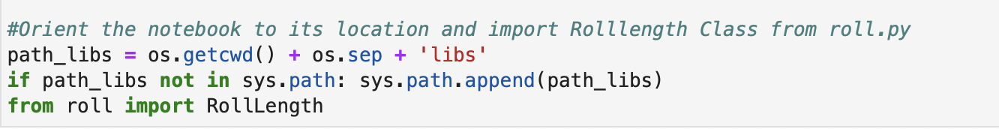 #Orient the notebook to its location and import Rolllength Class from roll.py
path_libs = os.getcwd() + os.sep + 'libs'
if path_libs not in sys.path: sys.path.append(path_libs)
from roll import RollLength